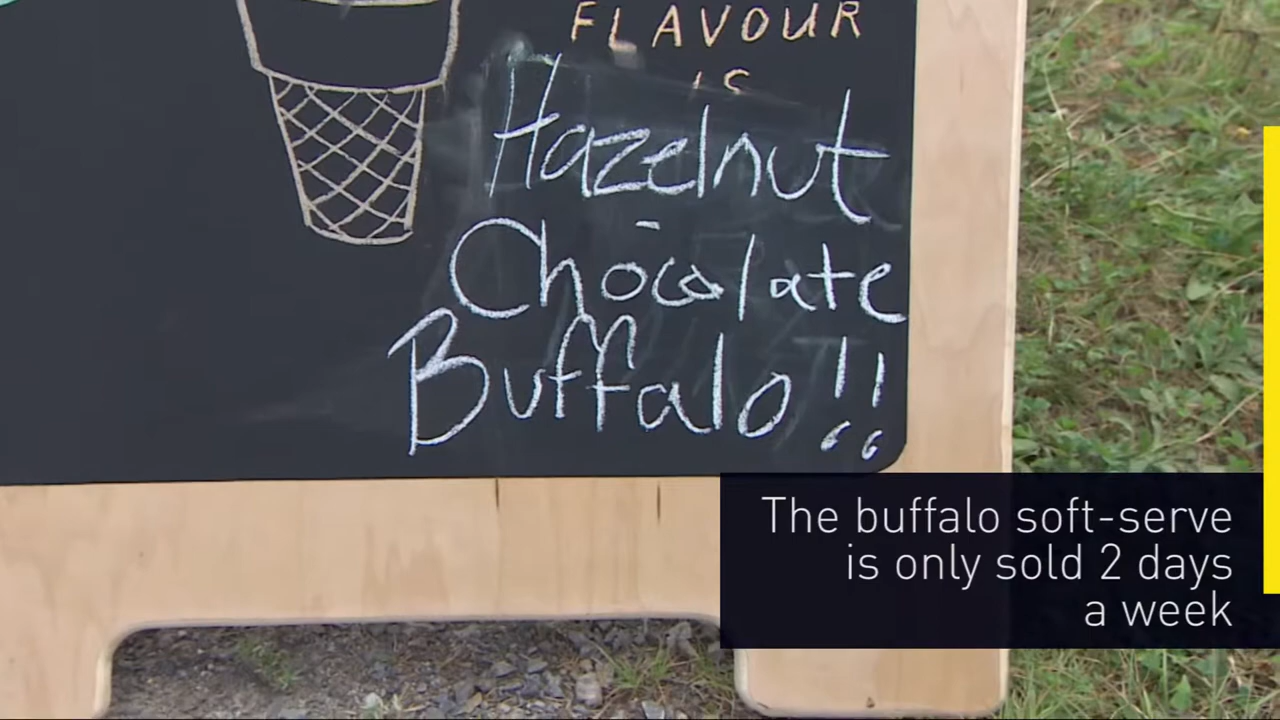 FLAVOUR
IS
Hazelnut
Chocolate
Buffalo!!
The buffalo soft-serve
is only sold 2 days
a week